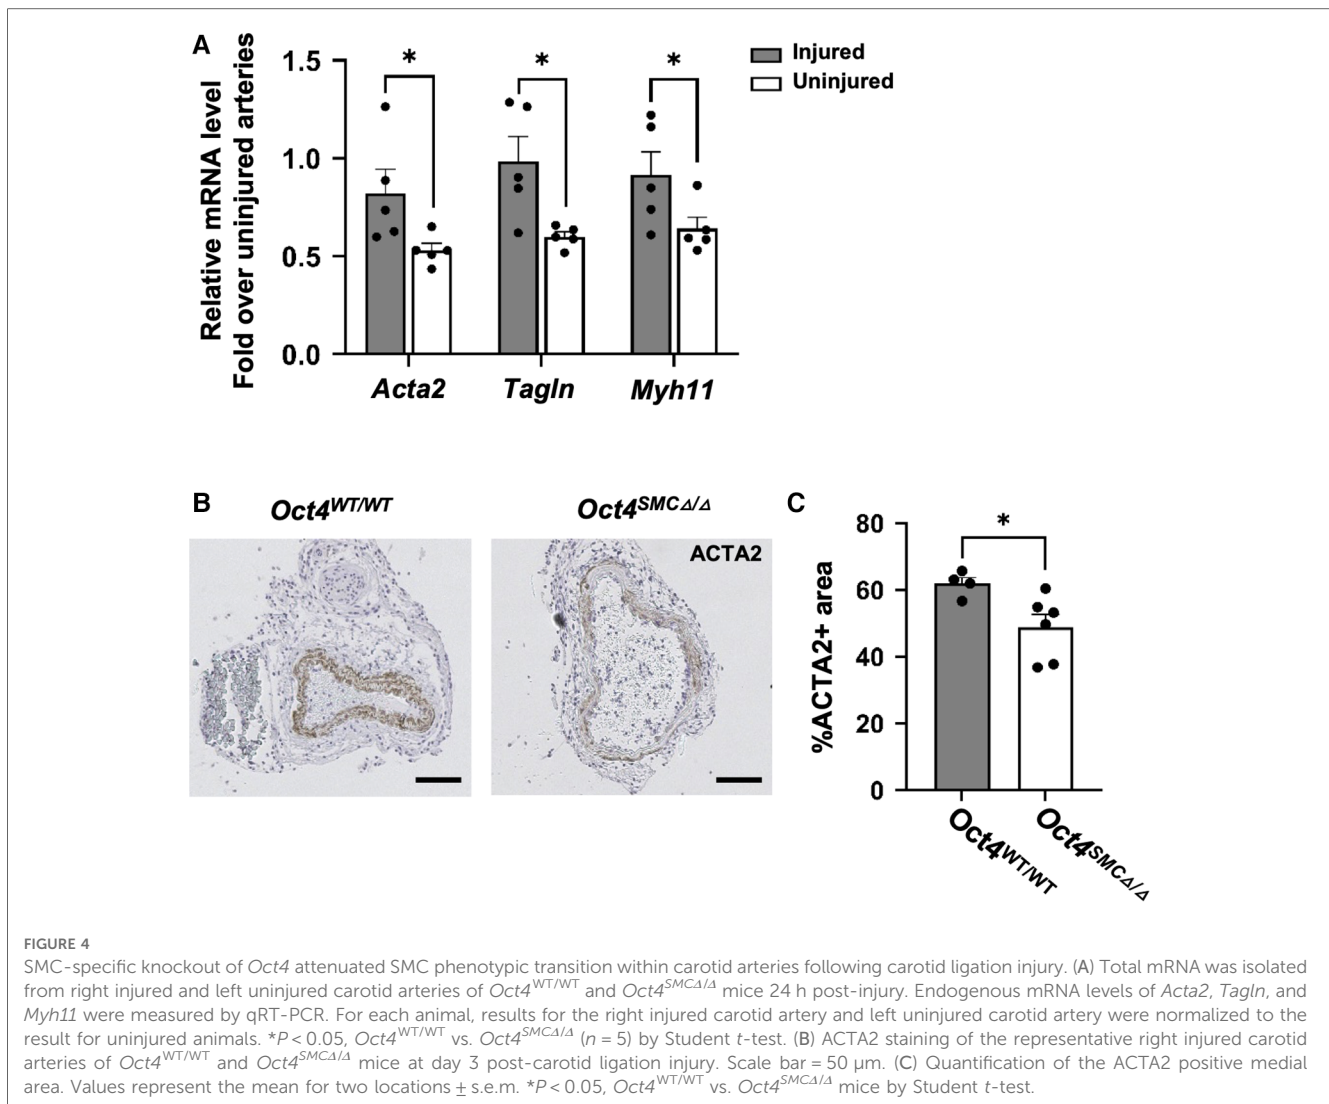 A
Relative mRNA level
Fold over uninjured arteries
1.5
1.0
0.5
0.0
*
*
*
Injured
Uninjured
Acta2
Tagln
Myh11
B
Oct4WT/WT
Oct4SMCΔ/Δ
ACTA2
C
%ACTA2+ area
80
60
40
20
0
*
Oct4WT/WT
Oct4SMCΔ/Δ
FIGURE 4
SMC-specific knockout of Oct4 attenuated SMC phenotypic transition within carotid arteries following carotid ligation injury. (A) Total mRNA was isolated
from right injured and left uninjured carotid arteries of Oct4WT/WT and Oct4SMCΔ/Δ mice 24 h post-injury. Endogenous mRNA levels of Acta2, Tagln, and
Myh11 were measured by qRT-PCR. For each animal, results for the right injured carotid artery and left uninjured carotid artery were normalized to the
result for uninjured animals. *P < 0.05, Oct4WT/WT vs. Oct4SMCΔ/Δ (n = 5) by Student t-test. (B) ACTA2 staining of the representative right injured carotid
arteries of Oct4WT/WT and Oct4SMCΔ/Δ mice at day 3 post-carotid ligation injury. Scale bar = 50 μm. (C) Quantification of the ACTA2 positive medial
area. Values represent the mean for two locations ± s.e.m. *P < 0.05, Oct4WT/WT vs. Oct4SMCΔ/Δ mice by Student t-test.